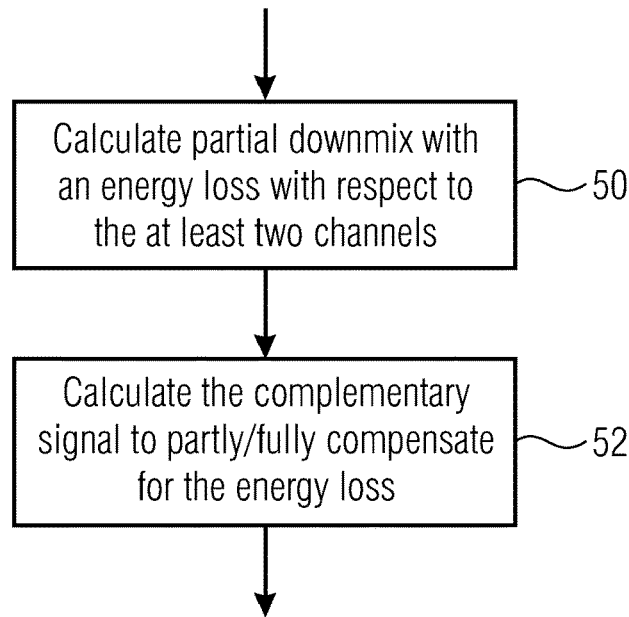 Calculate partial downmix with
an energy loss with respect to
the at least two channels
50
Calculate the complementary
signal to partly/fully compensate
for the energy loss
52